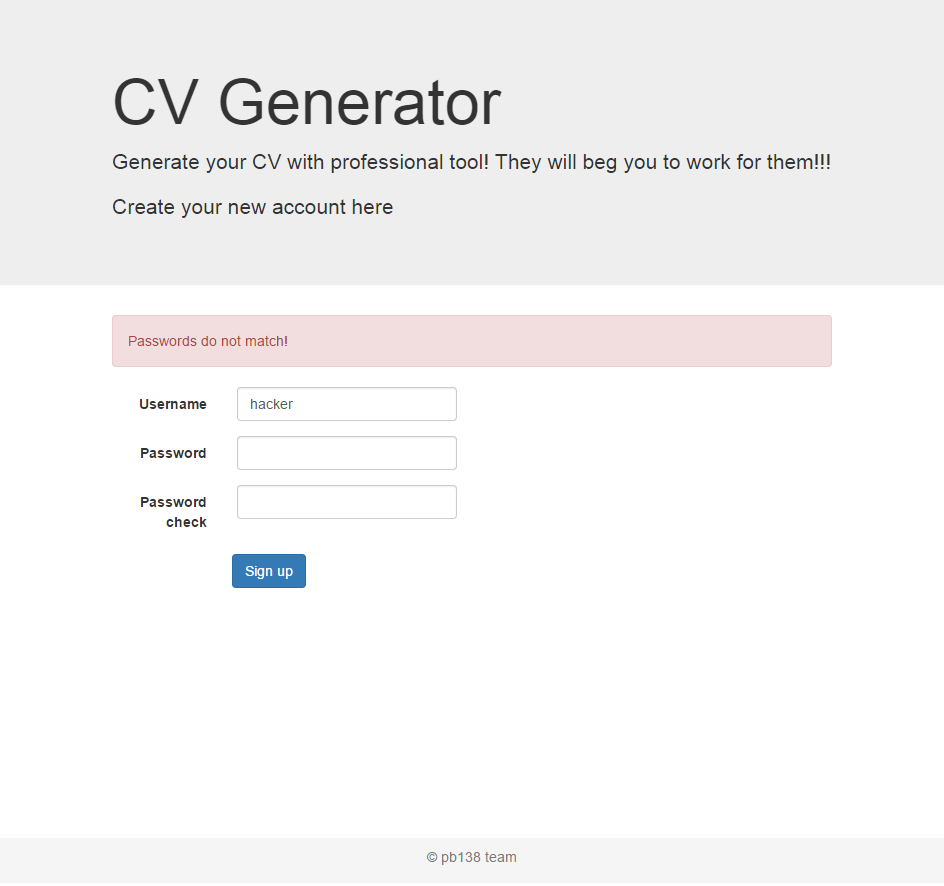 CV Generator
Generate your CV with professional tool! They will beg you to work for them!!!
Create your new account here
Passwords do not match!
Username
hacker
Password
Password
check
Sign up
© pb138 team